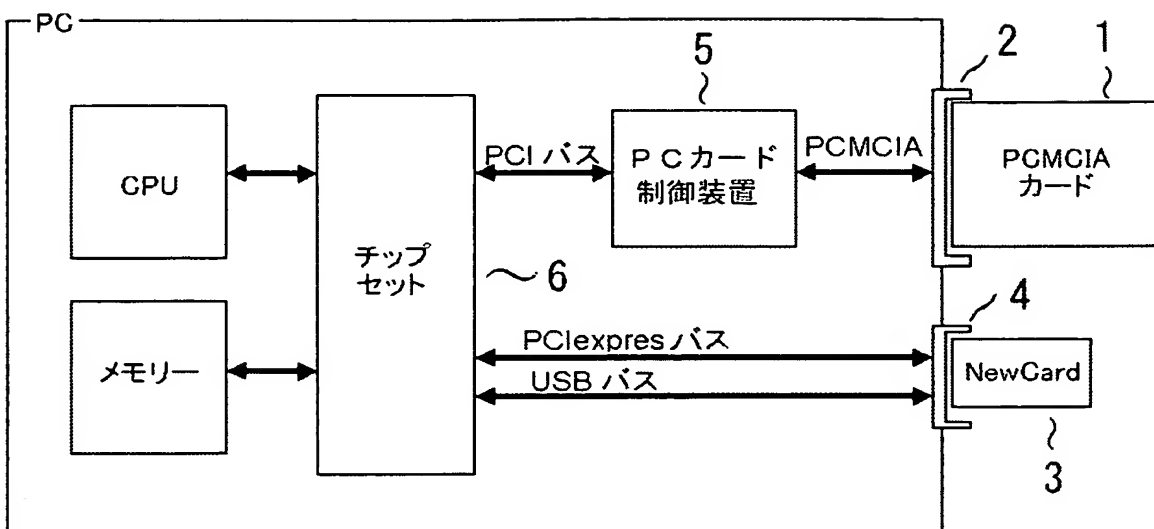 PC
2
1
5
PCI バス
PCカード
制御装置
PCMCIA
PCMCIA
カード
CPU
チップ
セット
6
4
PCIexpres バス
メモリー
USB バス
NewCard
3